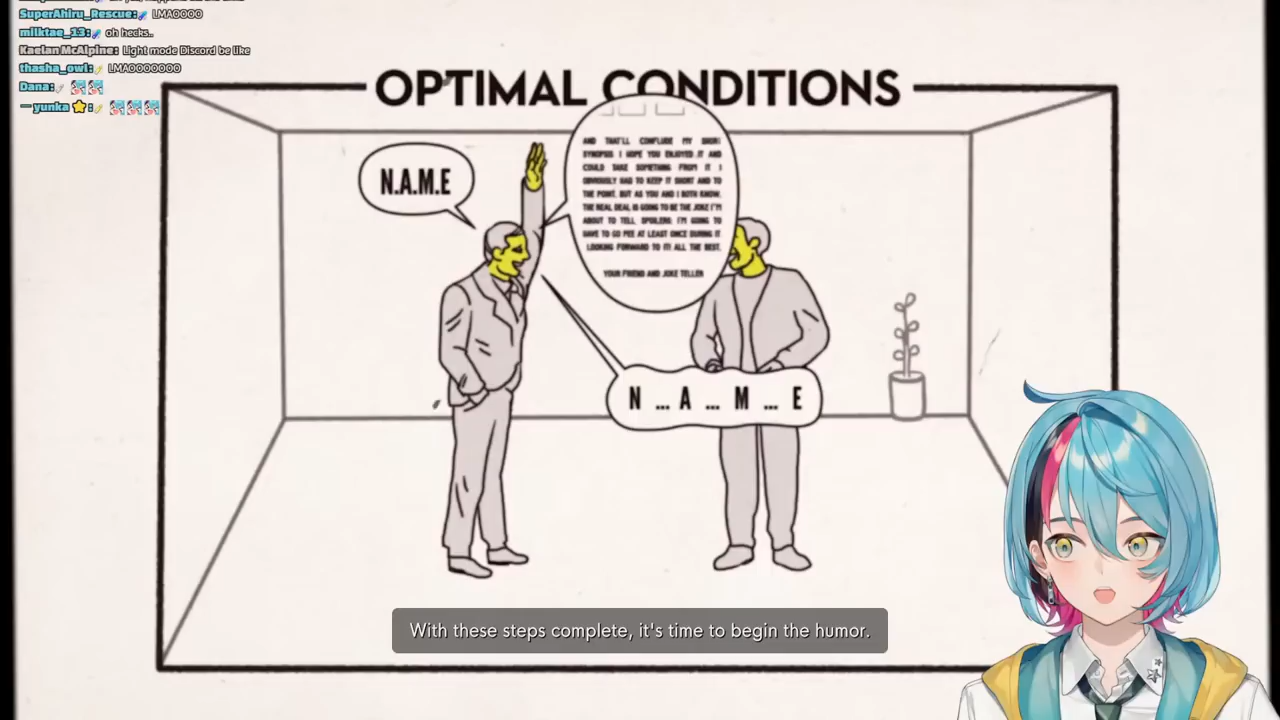 SuperAhiru_Rescue: LMAOOOO
milktae_13: oh hecks..
Kaelan McAlpine: Light mode Discord be like
thasha_owl: LMAOOOOOOO
Dana:
yunka :
OPTIMAL CONDITIONS
N.A.M.E
AND THAT'LL CONFLUDE MY SHORT
SYNOPSIS I HOPE YOU ENJOYED IT AND
COULD TAKE SOMETHING FROM IT I
OBVIOUSLY HAD TO KEEP IT SHORT AND TO
THE POINT, BUT AS YOU AND I BOTH KNOW,
THE REAL DEAL IS GOING TO BE THE JOKE I'M
ABOUT TO TELL, SPOILERS: I'M GOING TO
HAVE TO GO PEE AT LEAST ONCE DURING IT
LOOKING FORWARD TO IT! ALL THE BEST,
YOUR FRIEND AND JOKE TELLER
N ... A ... M ... E
With these steps complete, it's time to begin the humor.